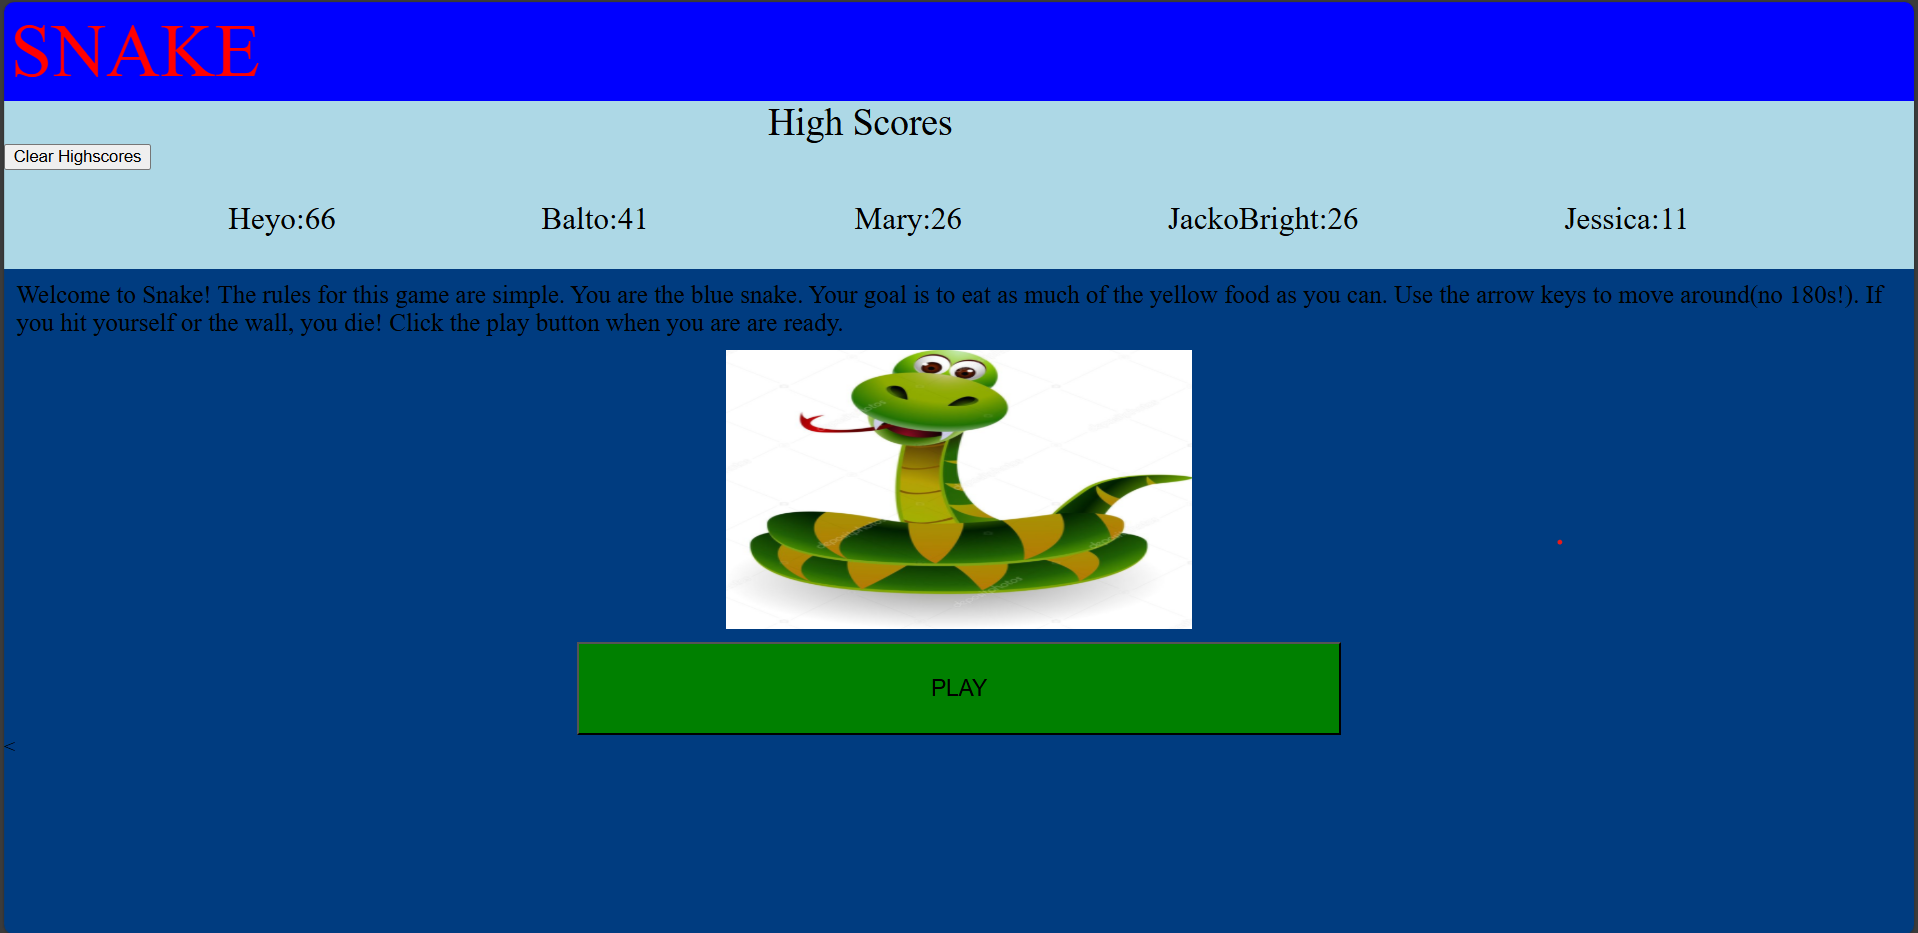 SNAKE
High Scores
Clear Highscores
Heyo:66 Balto:41 Mary:26 JackoBright:26 Jessica:11
Welcome to Snake! The rules for this game are simple. You are the blue snake. Your goal is to eat as much of the yellow food as you can. Use the arrow keys to move around(no 180s!). If
you hit yourself or the wall, you die! Click the play button when you are are ready.
PLAY
<